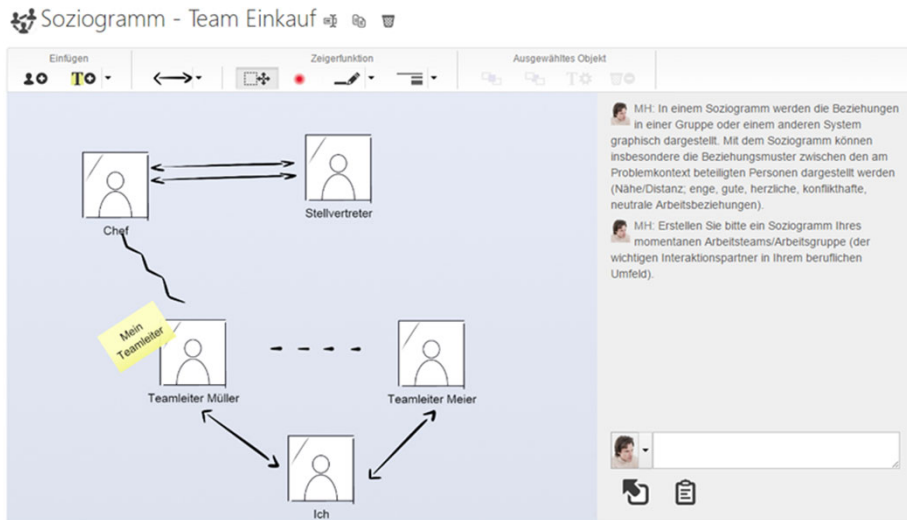 Soziogramm - Team Einkauf
Einfügen
Zeigerfunktion
Ausgewähltes Objekt
T
T
T
MH: In einem Soziogramm werden die Beziehungen
in einer Gruppe oder einem anderen System
graphisch dargestellt. Mit dem Soziogramm können
insbesondere die Beziehungsmuster zwischen den am
Problemkontext beteiligten Personen dargestellt werden
(Nähe/Distanz; enge, gute, herzliche, konflikthafte,
neutrale Arbeitsbeziehungen).
MH: Erstellen Sie bitte ein Soziogramm Ihres
momentanen Arbeitsteams/Arbeitsgruppe (der
wichtigen Interaktionspartner in Ihrem beruflichen
Umfeld).
Stellvertreter
Chef
Mein
Teamleiter
Teamleiter Müller
Teamleiter Meier
Ich